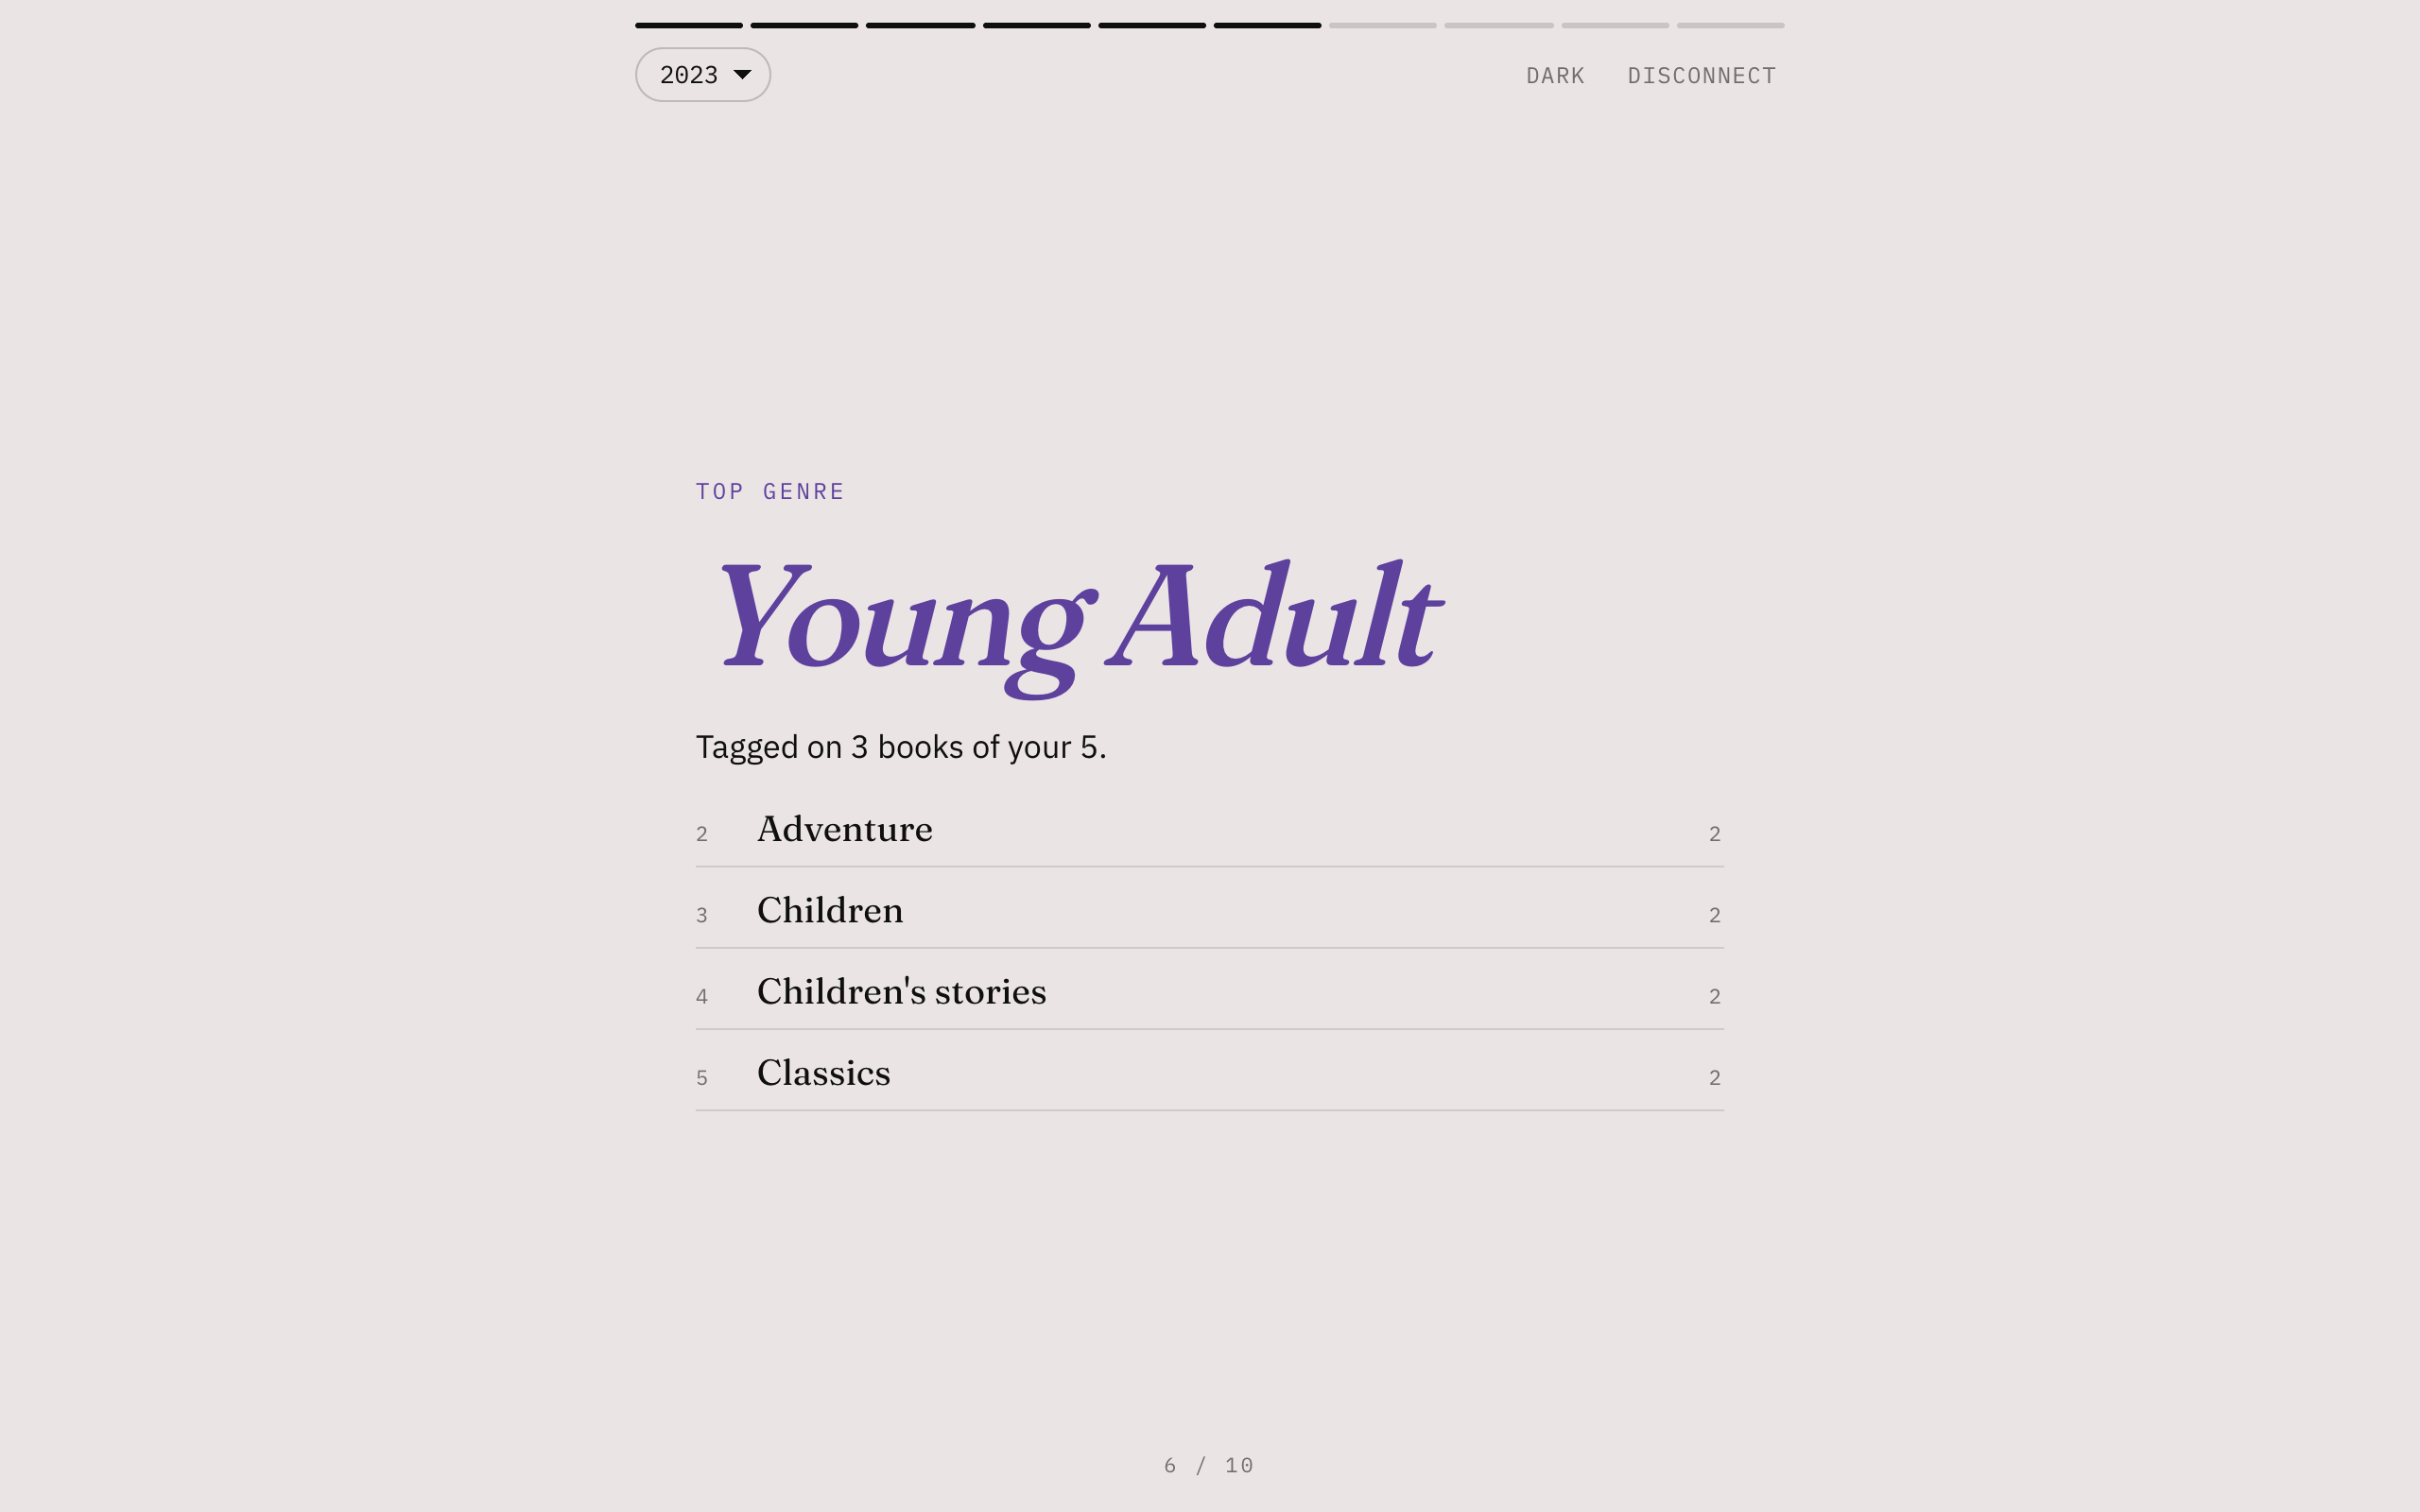 2023
DARK DISCONNECT
TOP GENRE
Young Adult
Tagged on 3 books of your 5.
2 Adventure 2
3 Children 2
4 Children's stories 2
5 Classics 2
6 / 10